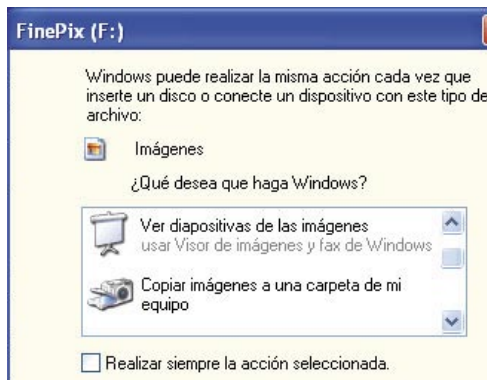 FinePix (F:)
Windows puede realizar la misma acción cada vez que
inserte un disco o conecte un dispositivo con este tipo de
archivo:
Imágenes
¿Qué desea que haga Windows?
Ver diapositivas de las imágenes
usar Visor de imágenes y fax de Windows
Copiar imágenes a una carpeta de mi
equipo
Realizar siempre la acción seleccionada.